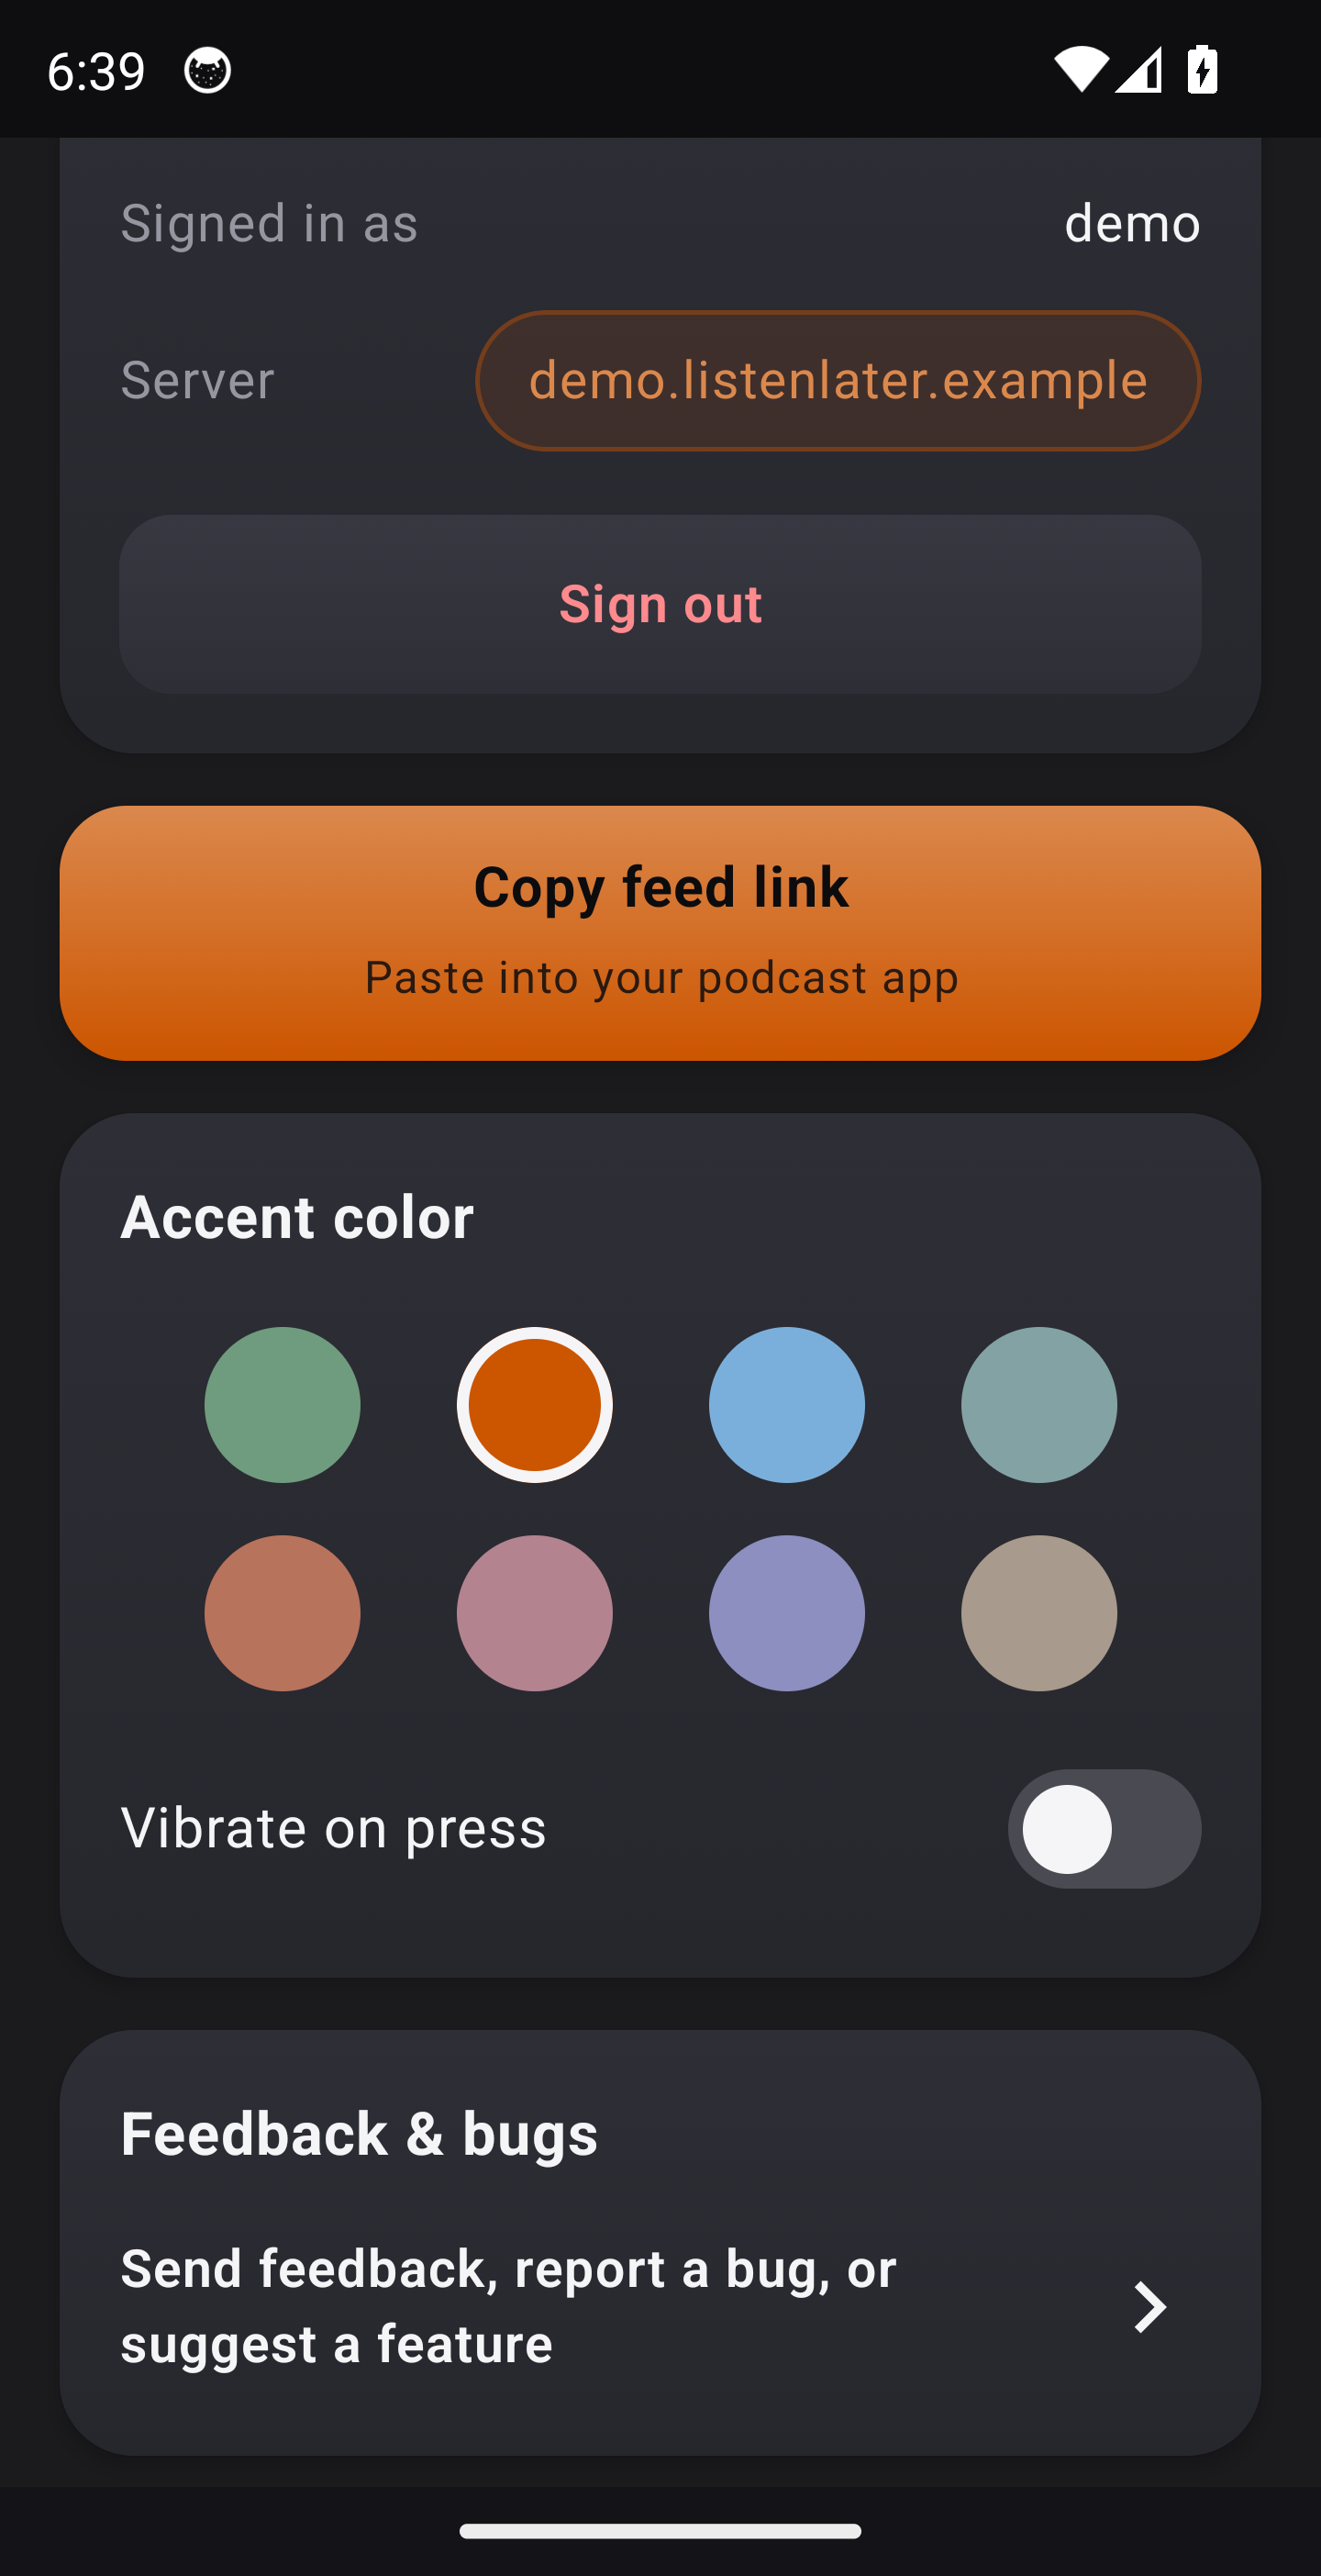 6:39
Signed in as
demo
Server
demo.listenlater.example
Sign out
Copy feed link
Paste into your podcast app
Accent color
Vibrate on press
Feedback & bugs
Send feedback, report a bug, or
suggest a feature